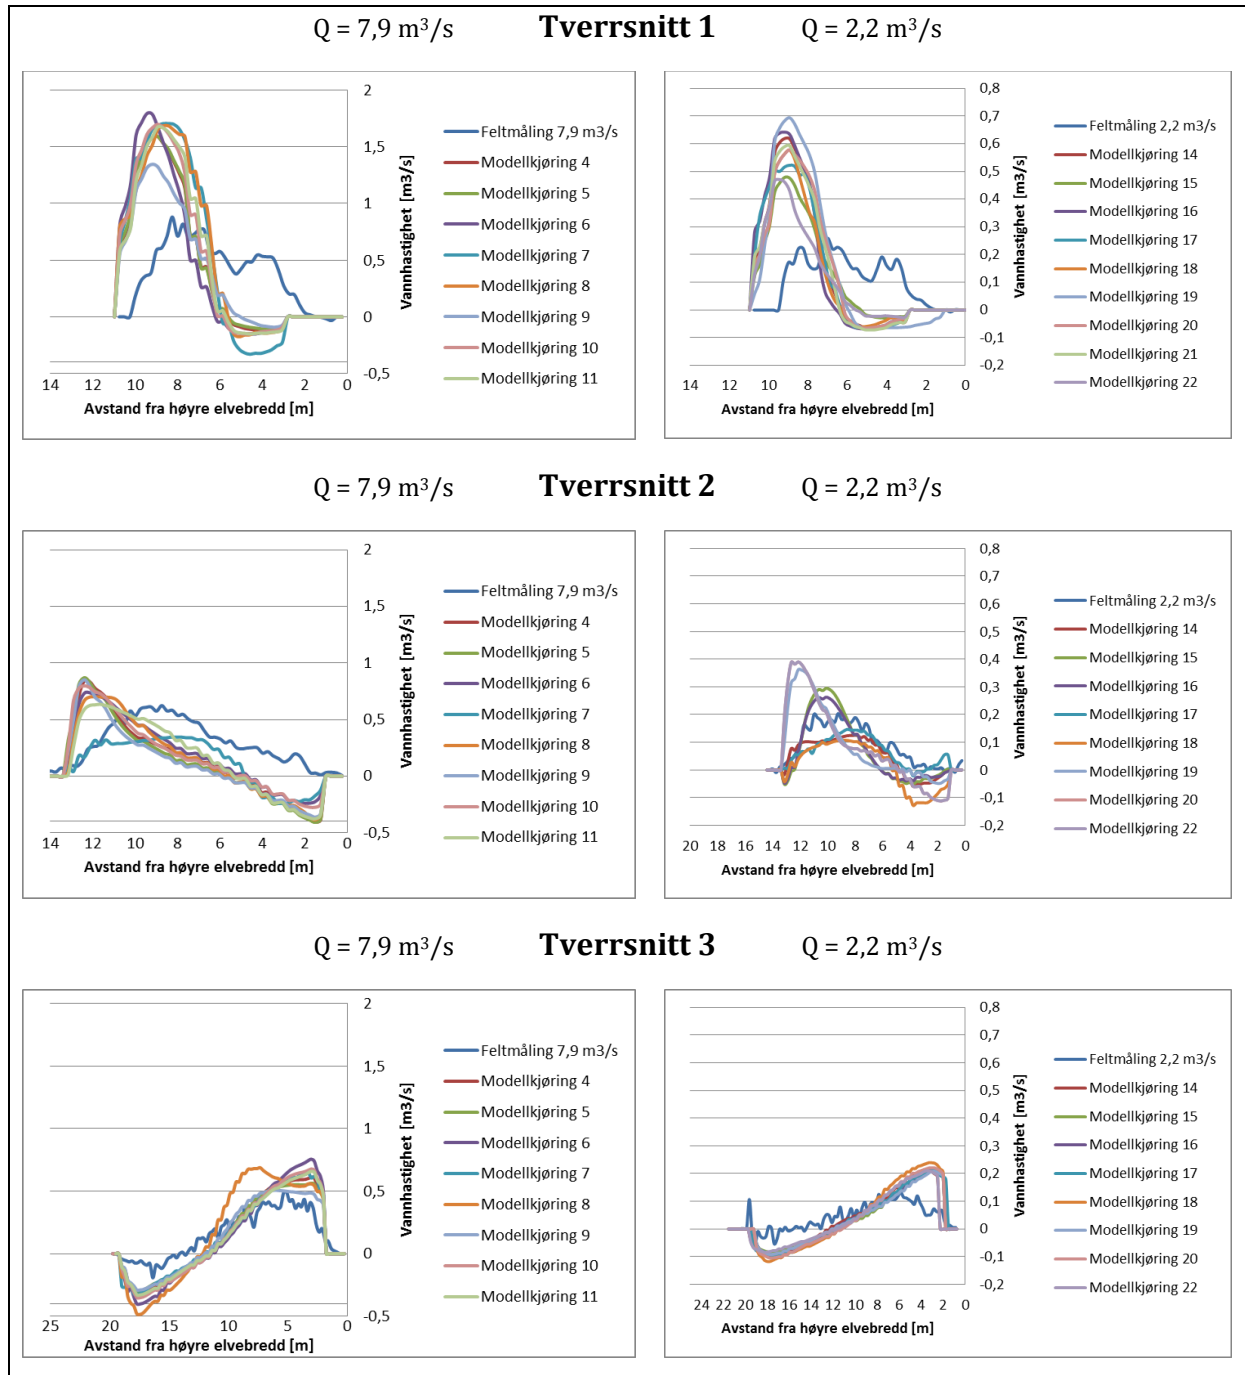 Q = 7,9 m³/s Tverrsnitt 1 Q = 2,2 m³/s
2
1,5
1
0,5
0
-0,5
Vannhastighet [m3/s]
14 12 10 8 6 4 2 0
Avstand fra høyre elvebredd [m]
Feltmåling 7,9 m3/s
Modellkjøring 4
Modellkjøring 5
Modellkjøring 6
Modellkjøring 7
Modellkjøring 8
Modellkjøring 9
Modellkjøring 10
Modellkjøring 11
0,8
0,7
0,6
0,5
0,4
0,3
0,2
0,1
0
-0,1
-0,2
Vannhastighet [m3/s]
14 12 10 8 6 4 2 0
Avstand fra høyre elvebredd [m]
Feltmåling 2,2 m3/s
Modellkjøring 14
Modellkjøring 15
Modellkjøring 16
Modellkjøring 17
Modellkjøring 18
Modellkjøring 19
Modellkjøring 20
Modellkjøring 21
Modellkjøring 22
Q = 7,9 m³/s Tverrsnitt 2 Q = 2,2 m³/s
2
1,5
1
0,5
0
-0,5
Vannhastighet [m3/s]
14 12 10 8 6 4 2 0
Avstand fra høyre elvebredd [m]
Feltmåling 7,9 m3/s
Modellkjøring 4
Modellkjøring 5
Modellkjøring 6
Modellkjøring 7
Modellkjøring 8
Modellkjøring 9
Modellkjøring 10
Modellkjøring 11
0,8
0,7
0,6
0,5
0,4
0,3
0,2
0,1
0
-0,1
-0,2
Vannhastighet [m3/s]
20 18 16 14 12 10 8 6 4 2 0
Avstand fra høyre elvebredd [m]
Feltmåling 2,2 m3/s
Modellkjøring 14
Modellkjøring 15
Modellkjøring 16
Modellkjøring 17
Modellkjøring 18
Modellkjøring 19
Modellkjøring 20
Modellkjøring 22
Q = 7,9 m³/s Tverrsnitt 3 Q = 2,2 m³/s
2
1,5
1
0,5
0
-0,5
Vannhastighet [m3/s]
25 20 15 10 5 0
Avstand fra høyre elvebredd [m]
Feltmåling 7,9 m3/s
Modellkjøring 4
Modellkjøring 5
Modellkjøring 6
Modellkjøring 7
Modellkjøring 8
Modellkjøring 9
Modellkjøring 10
Modellkjøring 11
0,8
0,7
0,6
0,5
0,4
0,3
0,2
0,1
0
-0,1
-0,2
Vannhastighet [m3/s]
24 22 20 18 16 14 12 10 8 6 4 2 0
Avstand fra høyre elvebredd [m]
Feltmåling 2,2 m3/s
Modellkjøring 14
Modellkjøring 15
Modellkjøring 16
Modellkjøring 17
Modellkjøring 18
Modellkjøring 19
Modellkjøring 20
Modellkjøring 22